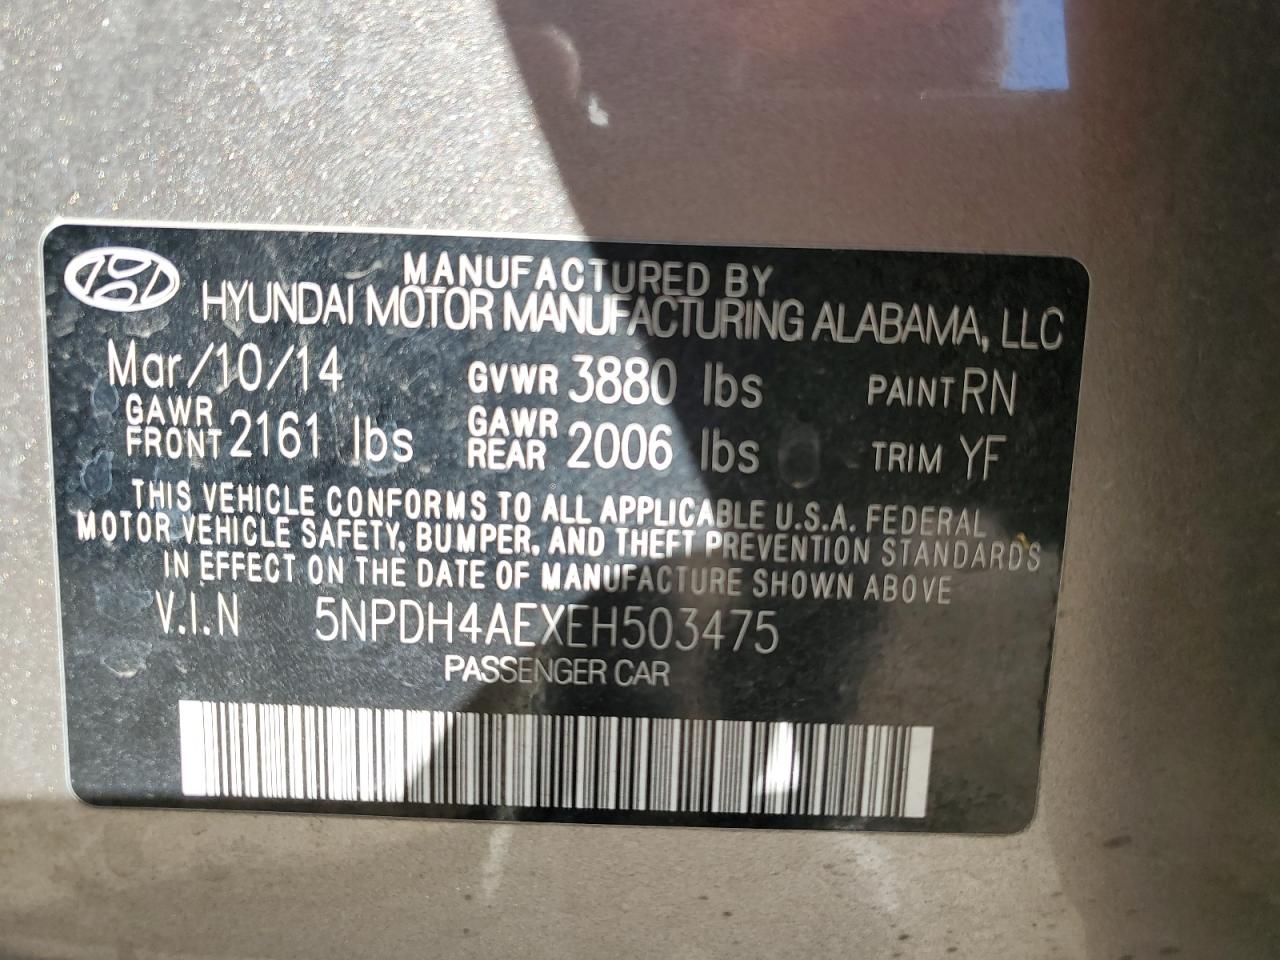 MANUFACTURED BY
HYUNDAI MOTOR MANUFACTURING ALABAMA, LLC
Mar/10/14 GVWR 3880 lbs PAINT RN
GAWR FRONT 2161 lbs GAWR REAR 2006 lbs TRIM YF
THIS VEHICLE CONFORMS TO ALL APPLICABLE U.S.A. FEDERAL
MOTOR VEHICLE SAFETY, BUMPER, AND THEFT PREVENTION STANDARDS
IN EFFECT ON THE DATE OF MANUFACTURE SHOWN ABOVE
V.I.N 5NPDH4AEXEH503475
PASSENGER CAR